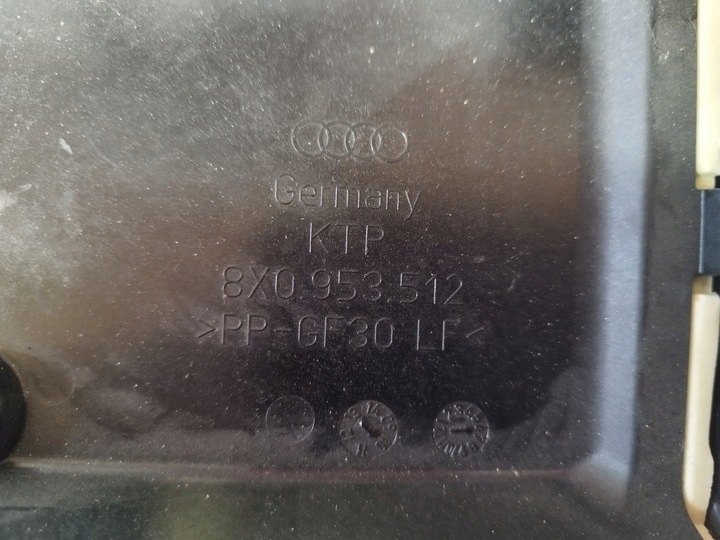 Germany
KTP
8X0.953.512
>PP-GF30 LF<